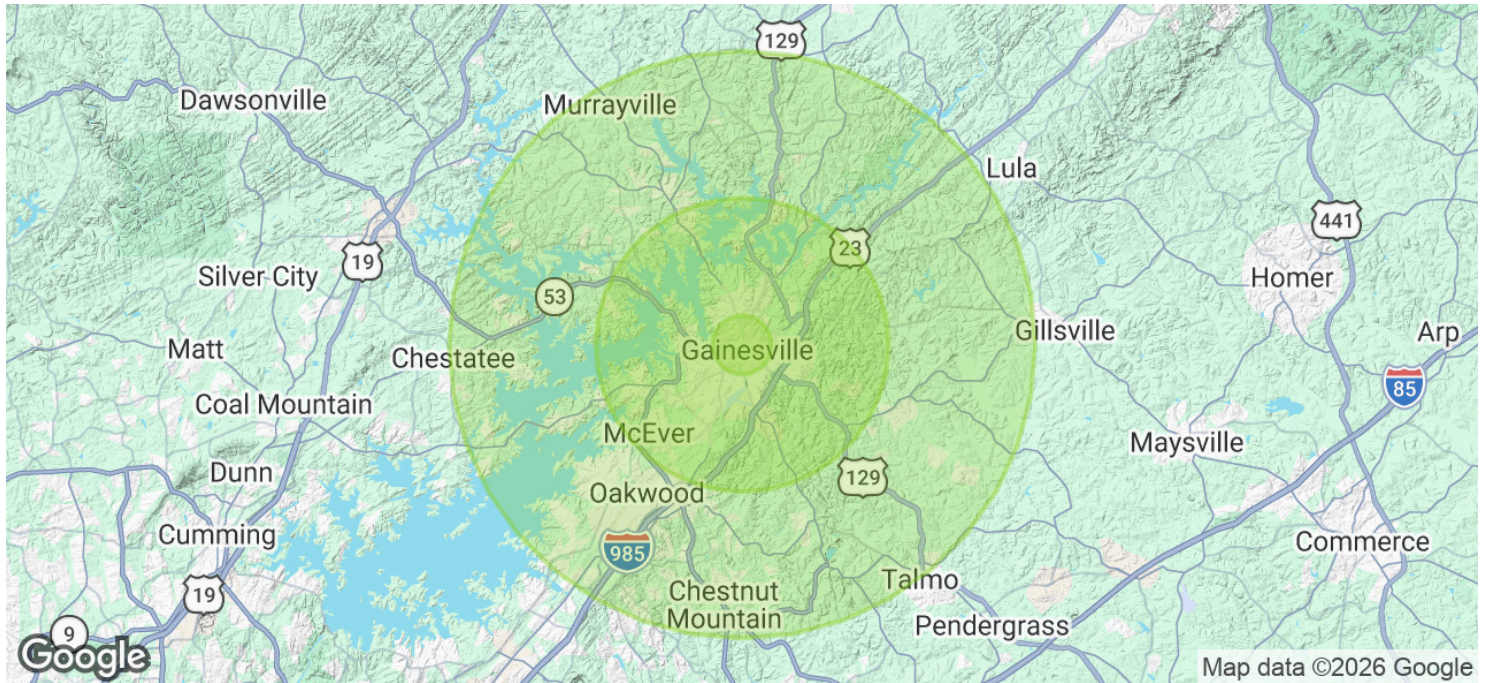 129
Dawsonville
Murrayville
Lula
441
23
19
Silver City
Homer
53
Gillsville
Arp
Matt
Chestatee
Gainesville
85
Coal Mountain
McEver
Maysville
Dunn
129
Oakwood
Cumming
985
Commerce
19
Talmo
Chestnut
Mountain
Pendergrass
9
Google
Map data ©2026 Google